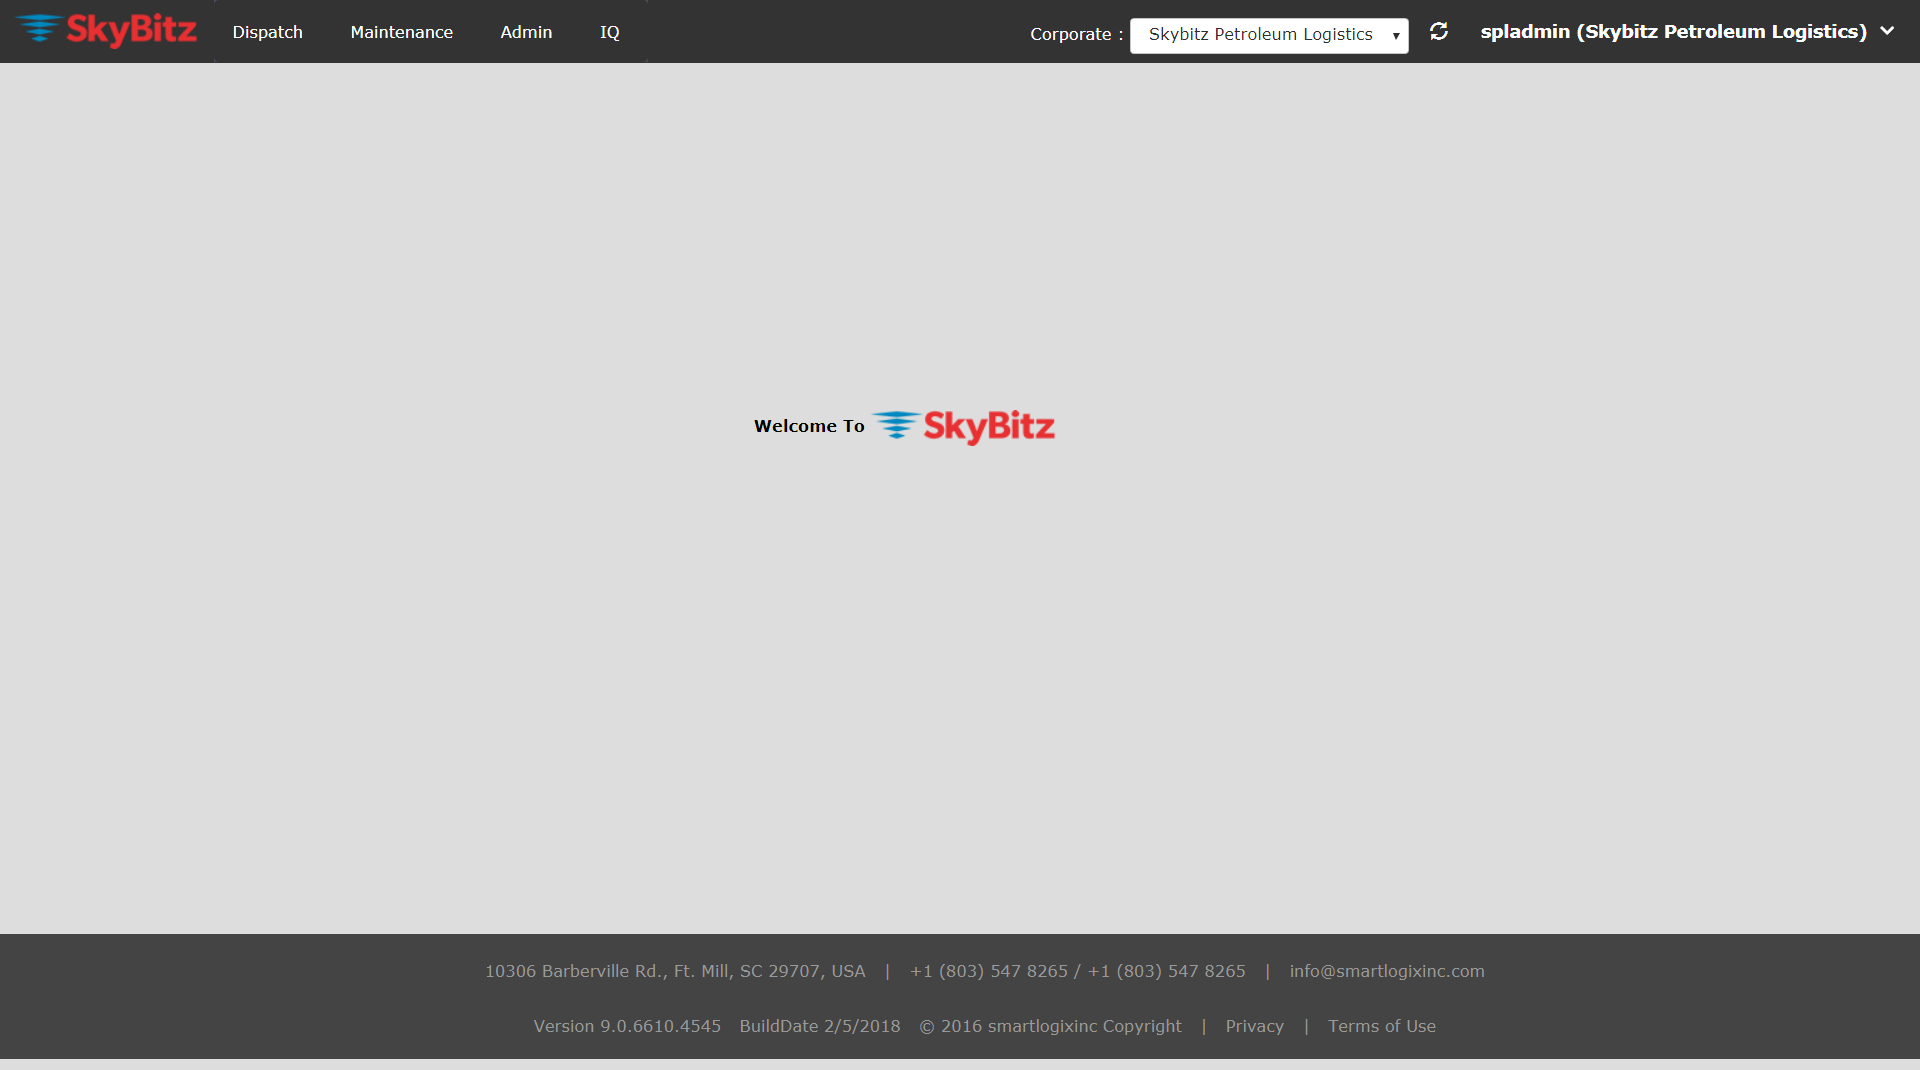 SkyBitz Dispatch Maintenance Admin IQ Corporate : Skybitz Petroleum Logistics spladmin (Skybitz Petroleum Logistics)
Welcome To SkyBitz
10306 Barberville Rd., Ft. Mill, SC 29707, USA | +1 (803) 547 8265 / +1 (803) 547 8265 | info@smartlogixinc.com
Version 9.0.6610.4545 BuildDate 2/5/2018 © 2016 smartlogixinc Copyright | Privacy | Terms of Use